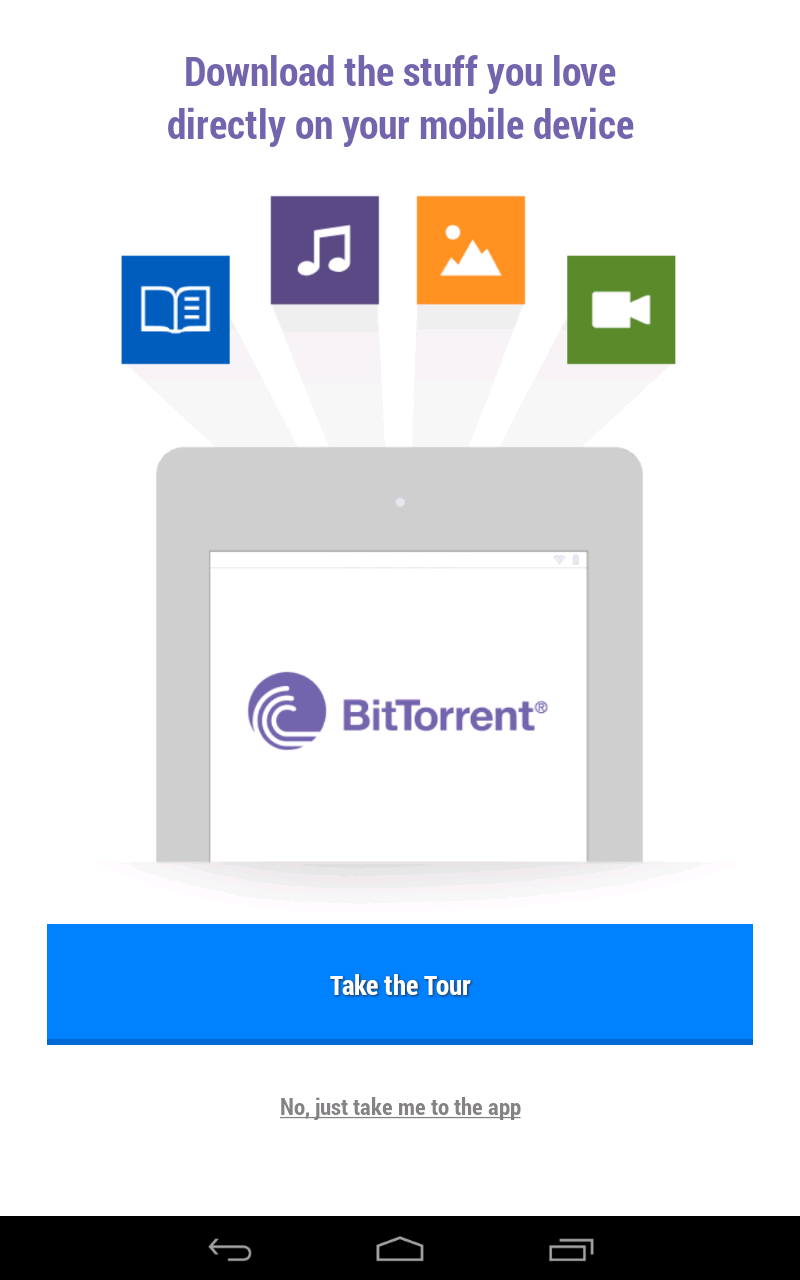 Download the stuff you love
directly on your mobile device
BitTorrent®
Take the Tour
No, just take me to the app